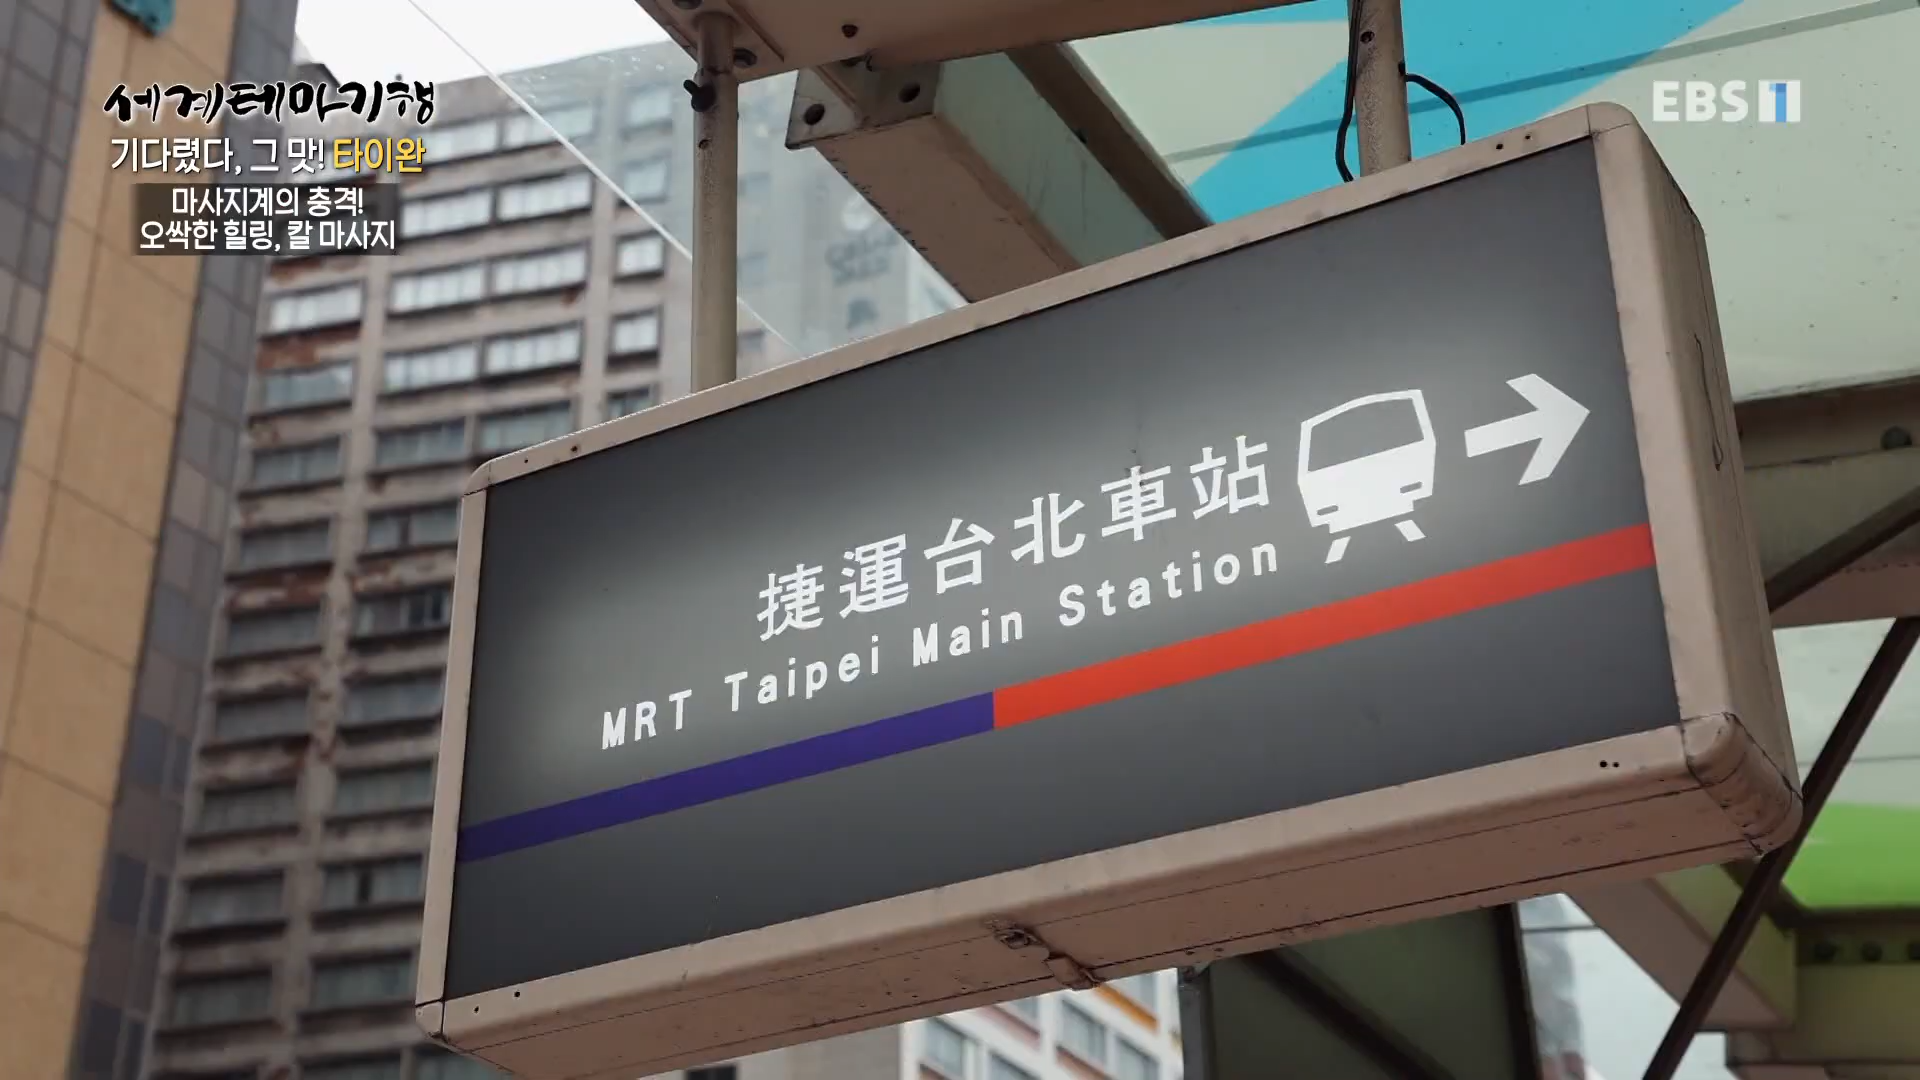 세계테마기행
기다렸다, 그 맛! 타이완
마사지계의 충격!
오싹한 힐링, 칼 마사지
EBS 1
捷運台北車站
MRT Taipei Main Station